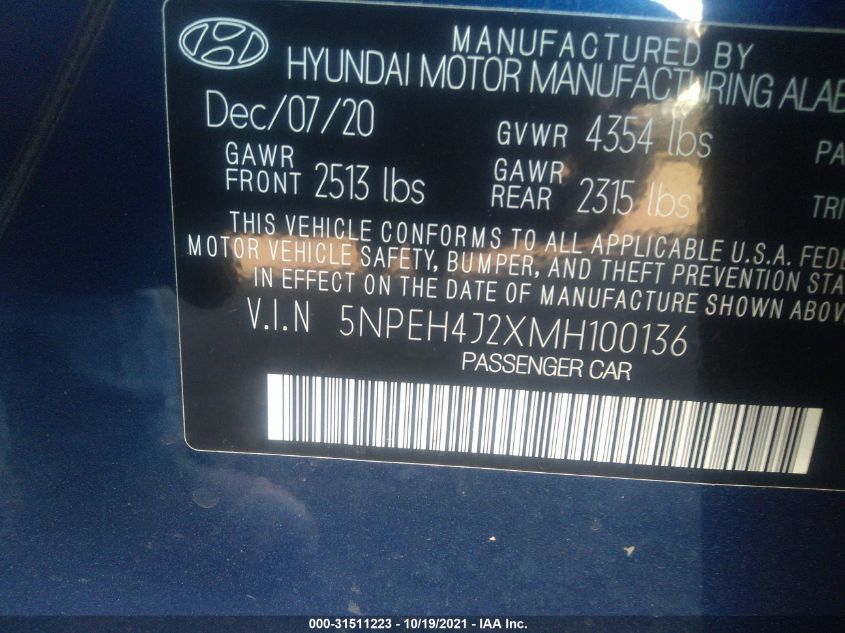 MANUFACTURED BY
HYUNDAI MOTOR MANUFACTURING ALAB
Dec/07/20 GVWR 4354 lbs PA
GAWR FRONT 2513 lbs GAWR REAR 2315 lbs TRI
THIS VEHICLE CONFORMS TO ALL APPLICABLE U.S.A. FEDE
MOTOR VEHICLE SAFETY, BUMPER, AND THEFT PREVENTION STA
IN EFFECT ON THE DATE OF MANUFACTURE SHOWN ABOV
V.I.N 5NPEH4J2XMH100136
PASSENGER CAR
000-31511223 - 10/19/2021 - IAA Inc.